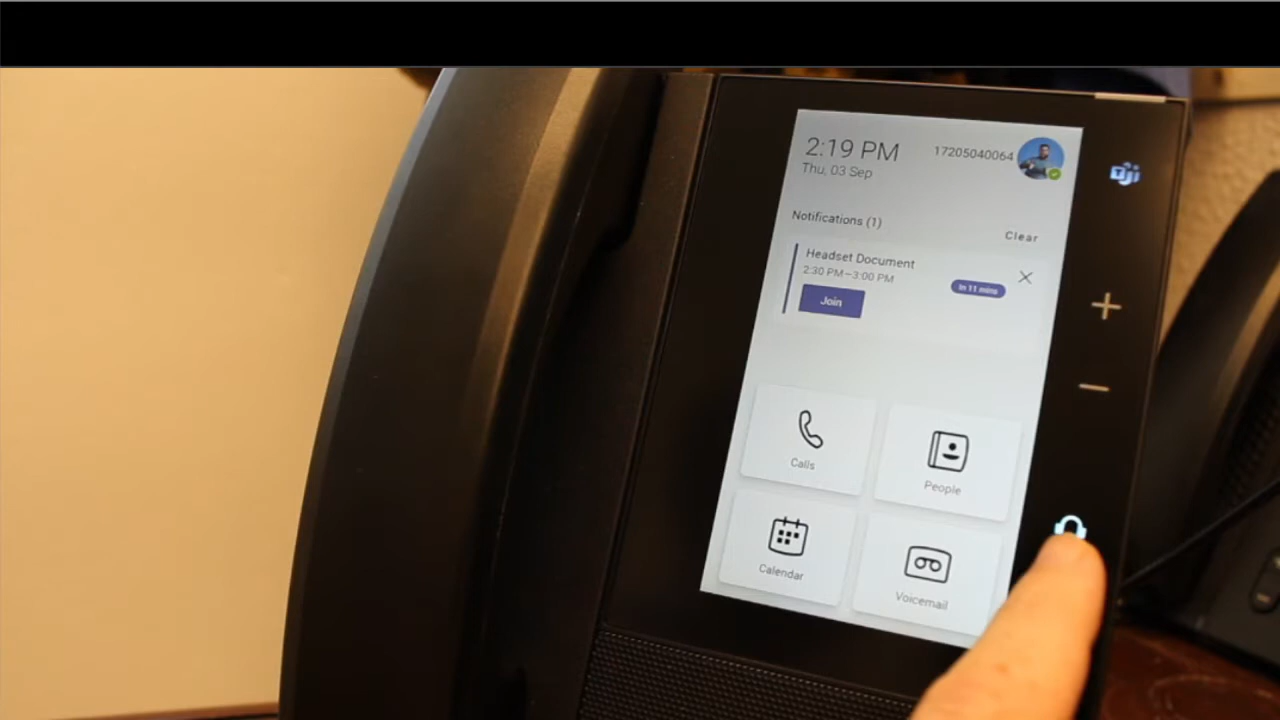 2:19 PM
17205040064
Thu, 03 Sep
Notifications (1)
Clear
Headset Document
2:30 PM–3:00 PM
In 11 mins
Join
Calls
People
Calendar
Voicemail